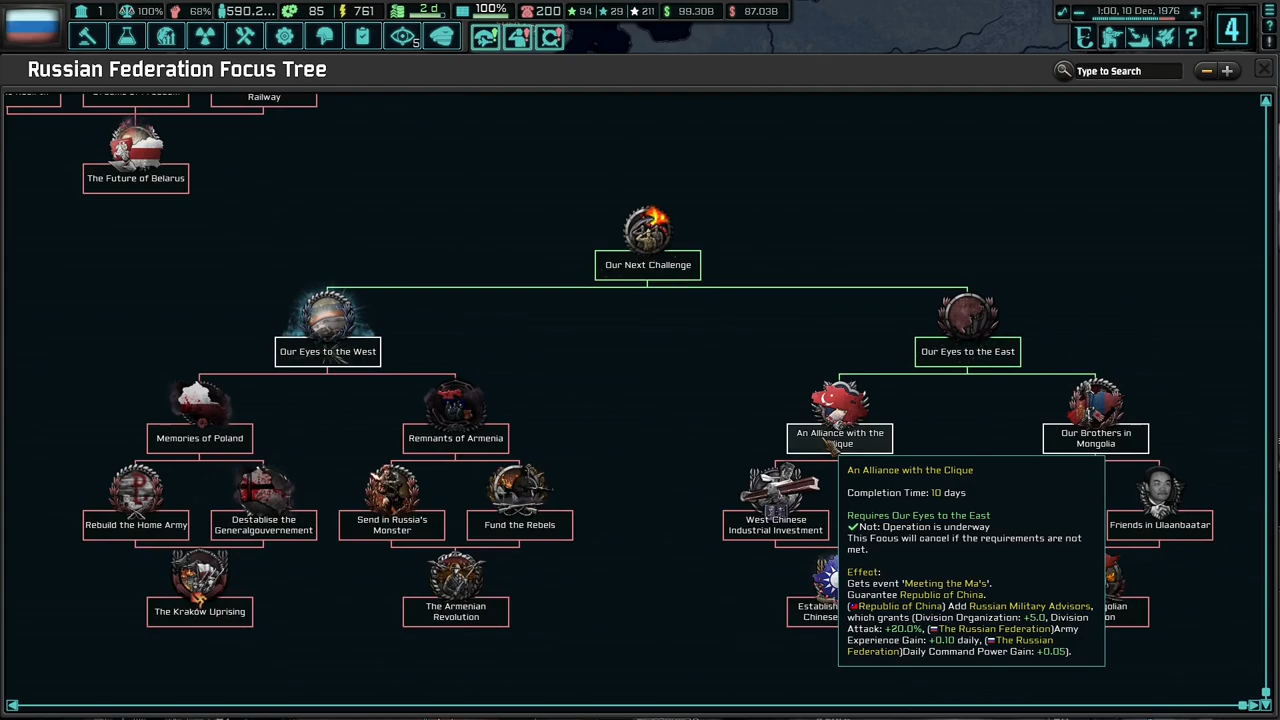 1 100% 68% 590.2... 85 761 2 d 100% 200 94 29 211 99.30B 87.03B 1:00, 10 Dec, 1976
5
4
Russian Federation Focus Tree
Type to Search
Railway
The Future of Belarus
Our Next Challenge
Our Eyes to the West
Our Eyes to the East
Memories of Poland
Remnants of Armenia
An Alliance with the
Our Brothers in
Mongolia
Rebuild the Home Army
Destablise the
Generalgouvernement
Send in Russia's
Monster
Fund the Rebels
West Chinese
Industrial Investment
Friends in Ulaanbaatar
The Kraków Uprising
The Armenian
Revolution
Establish
Chinese
An Alliance with the Clique
Completion Time: 10 days
Requires Our Eyes to the East
Not: Operation is underway
This Focus will cancel if the requirements are not
met.
Effect:
Gets event 'Meeting the Ma's'.
Guarantee Republic of China.
(Republic of China) Add Russian Military Advisors,
which grants (Division Organization: +5.0, Division
Attack: +20.0%, (The Russian Federation)Army
Experience Gain: +0.10 daily, (The Russian
Federation)Daily Command Power Gain: +0.05).